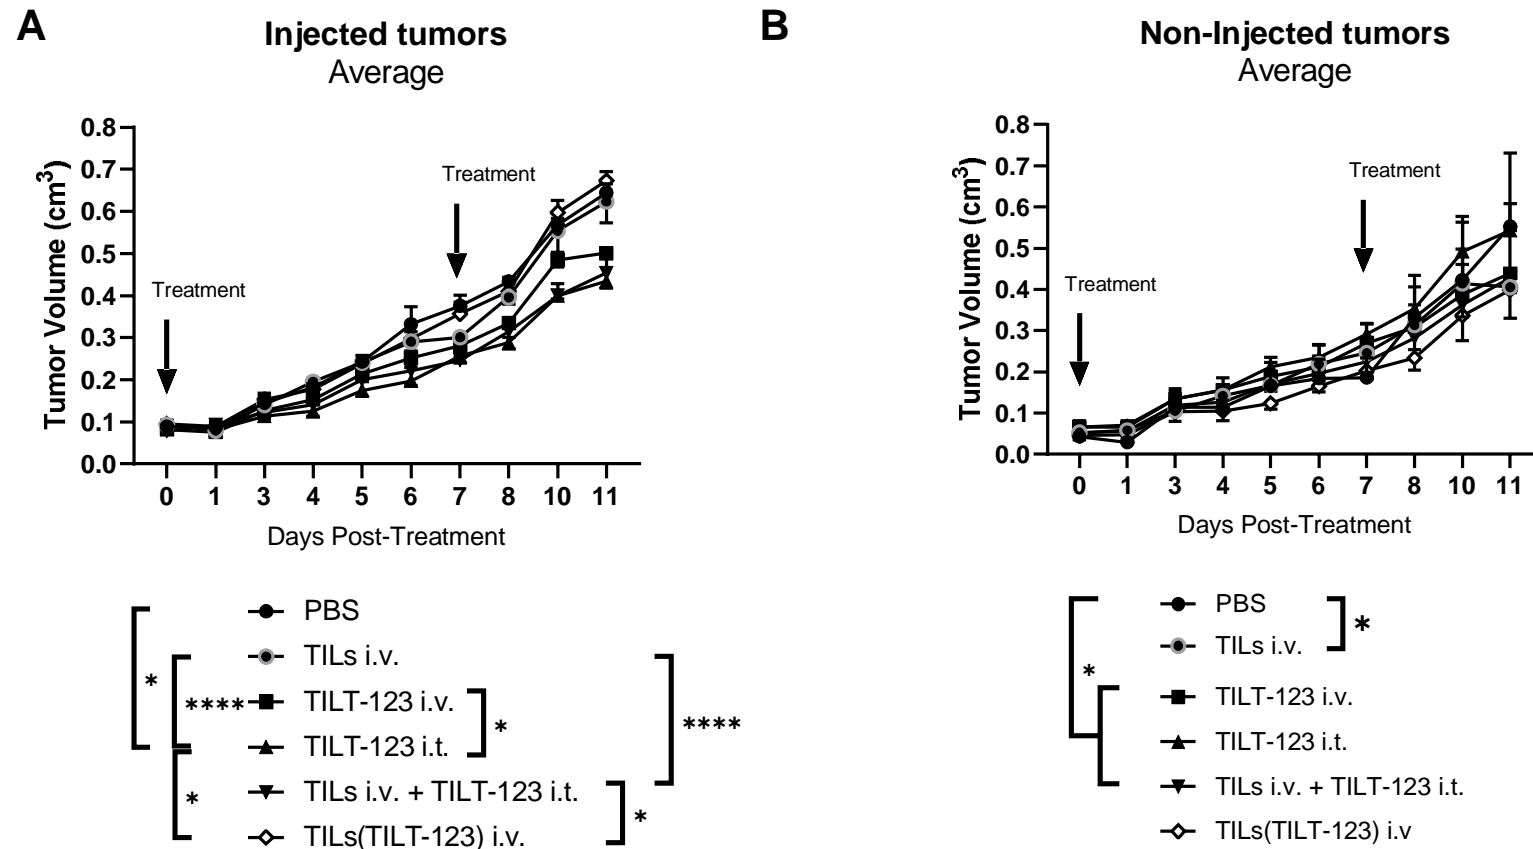 A
Injected tumors
Average
Tumor Volume (cm³)
0.8
0.7
0.6
0.5
0.4
0.3
0.2
0.1
0.0
Treatment
Treatment
0 1 3 4 5 6 7 8 10 11
Days Post-Treatment
PBS
TILs i.v.
TILT-123 i.v.
TILT-123 i.t.
TILs i.v. + TILT-123 i.t.
TILs(TILT-123) i.v.
*
****
*
*
*
****
B
Non-Injected tumors
Average
Tumor Volume (cm³)
0.8
0.7
0.6
0.5
0.4
0.3
0.2
0.1
0.0
Treatment
Treatment
0 1 3 4 5 6 7 8 10 11
Days Post-Treatment
PBS
TILs i.v.
TILT-123 i.v.
TILT-123 i.t.
TILs i.v. + TILT-123 i.t.
TILs(TILT-123) i.v
*
*